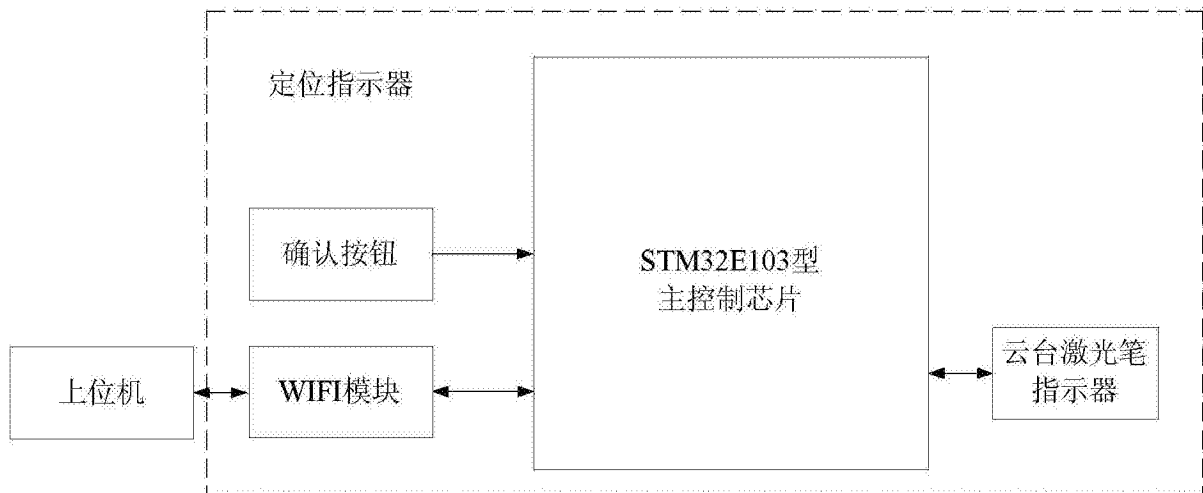 定位指示器
确认按钮
STM32E103型
主控制芯片
上位机
WIFI模块
云台激光笔
指示器